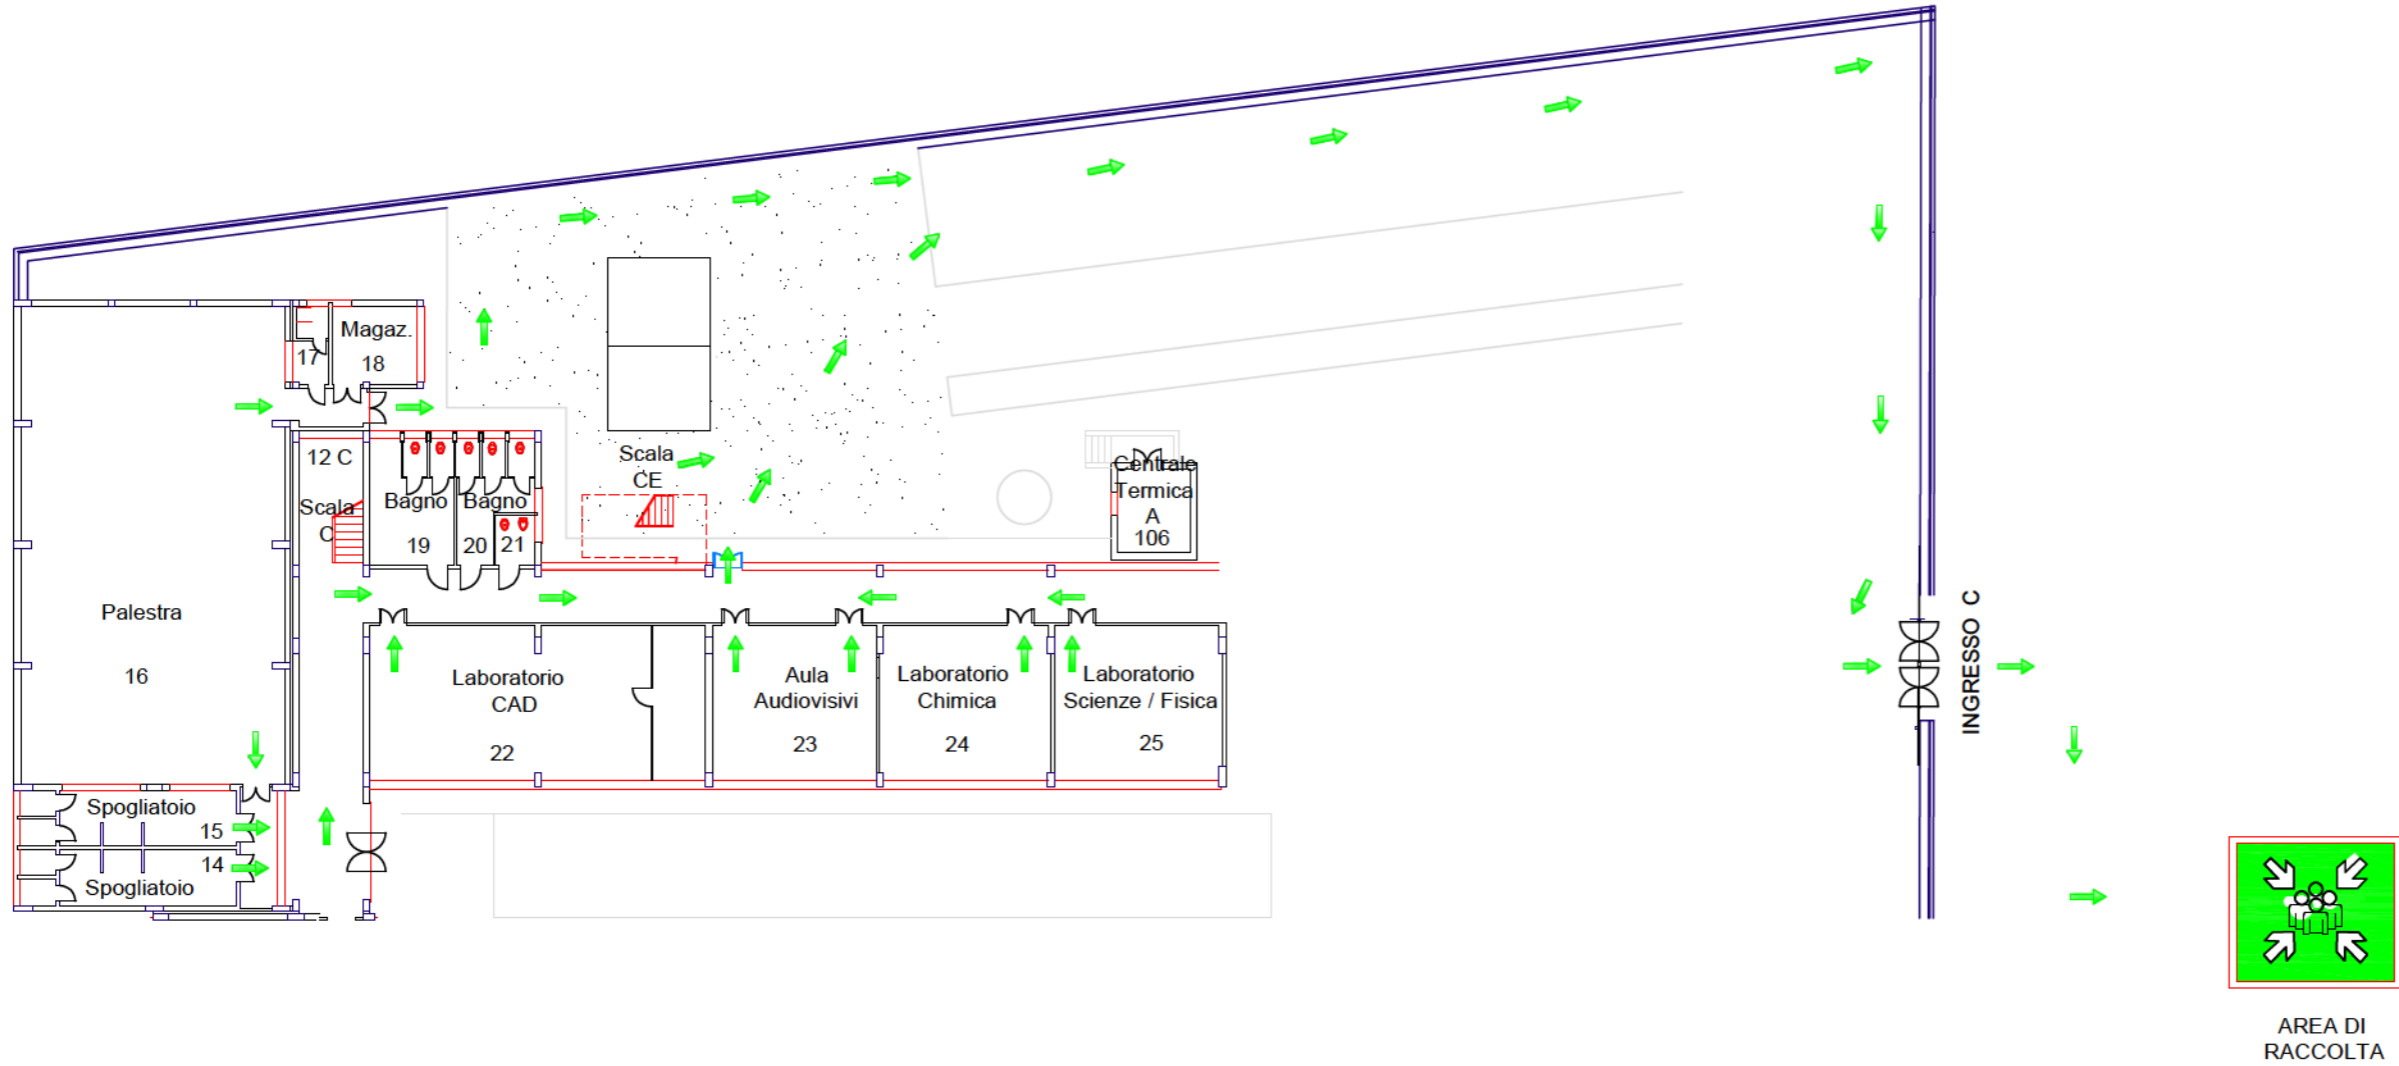 Magaz.
17
18
12 C
Scala
C
Bagno
19
Bagno
20
21
Scala
CE
Centrale
Termica
A
106
Palestra
16
Laboratorio
CAD
22
Aula
Audiovisivi
23
Laboratorio
Chimica
24
Laboratorio
Scienze / Fisica
25
INGRESSO C
Spogliatoio
15
14
Spogliatoio
AREA DI
RACCOLTA